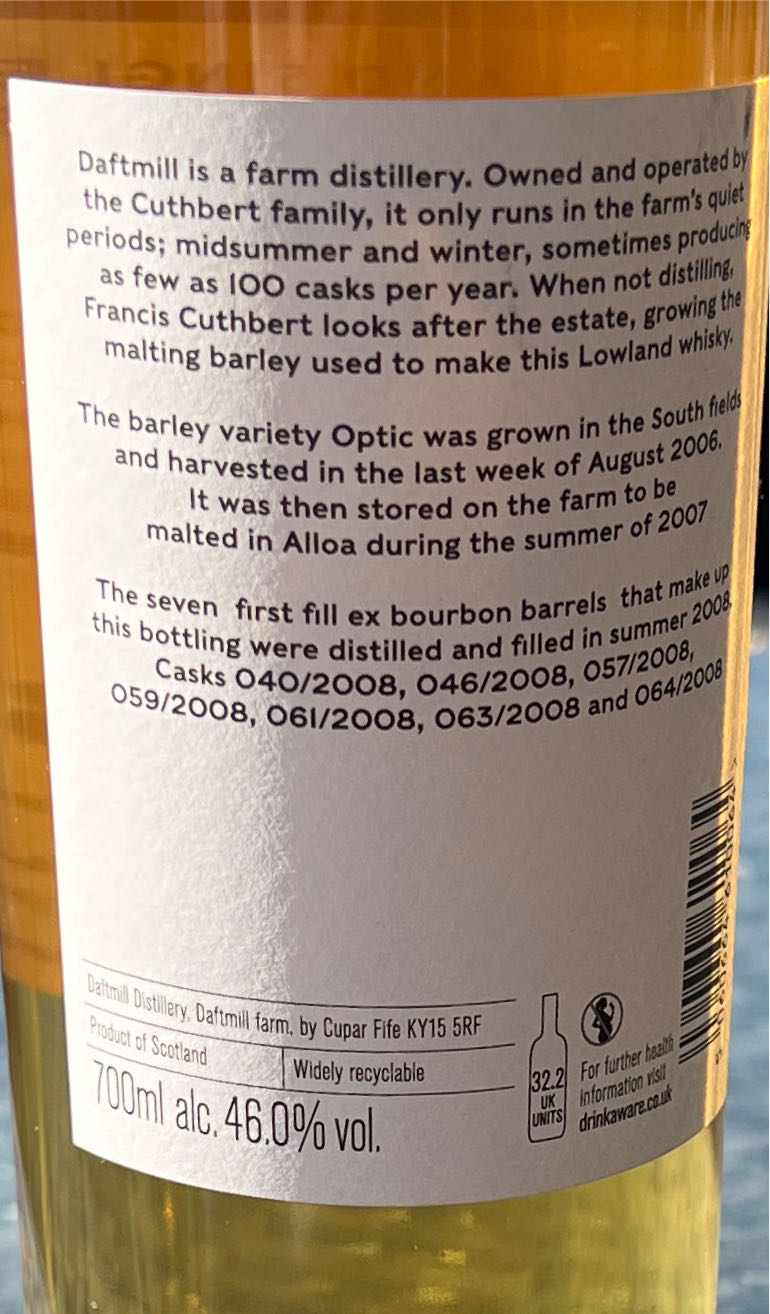 Daftmill is a farm distillery. Owned and operated by
the Cuthbert family, it only runs in the farm's quiet
periods; midsummer and winter, sometimes producing
as few as 100 casks per year. When not distilling,
Francis Cuthbert looks after the estate, growing the
malting barley used to make this Lowland whisky.
The barley variety Optic was grown in the South fields
and harvested in the last week of August 2006.
It was then stored on the farm to be
malted in Alloa during the summer of 2007
The seven first fill ex bourbon barrels that make up
this bottling were distilled and filled in summer 2008.
Casks 040/2008, 046/2008, 057/2008,
059/2008, 061/2008, 063/2008 and 064/2008
Daftmill Distillery, Daftmill farm, by Cupar Fife KY15 5RF
Product of Scotland
Widely recyclable
700ml alc. 46.0% vol.
32.2
UK
UNITS
For further health
information visit
drinkaware.co.uk